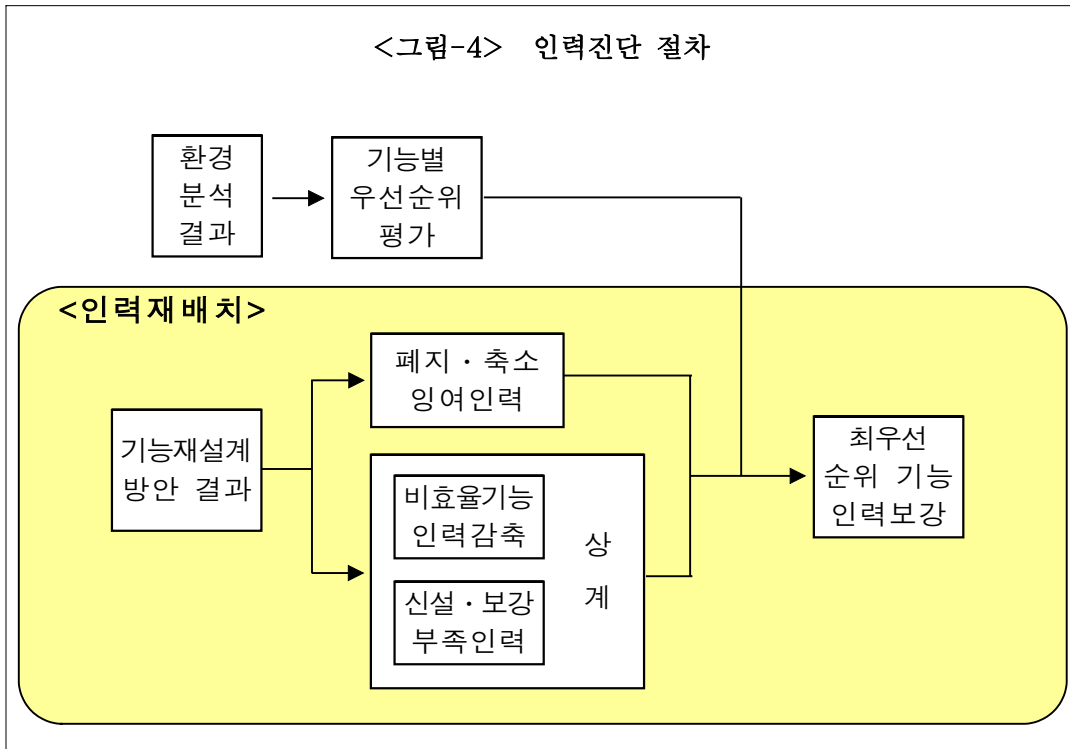 <그림-4> 인력진단 절차
환경
분석
결과
기능별
우선순위
평가
<인력재배치>
기능재설계
방안 결과
폐지·축소
잉여인력
비효율기능
인력감축
신설·보강
부족인력
상
계
최우선
순위 기능
인력보강